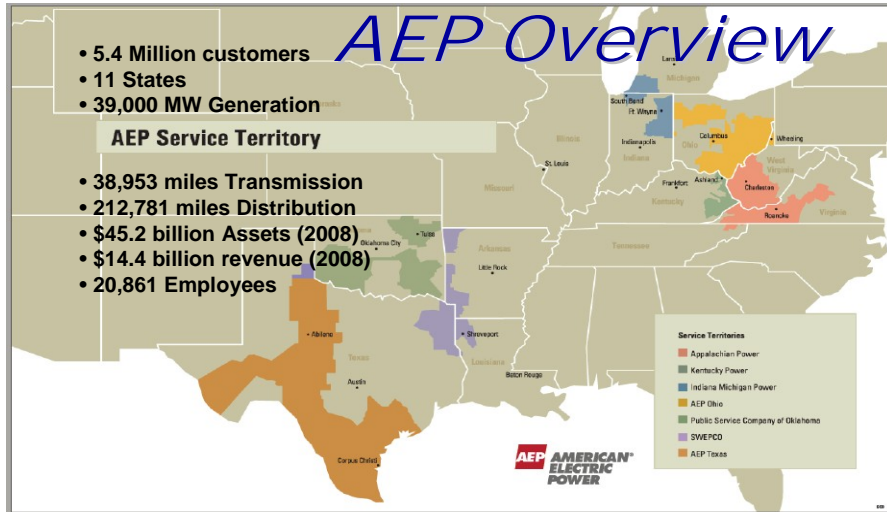 AEP Overview
• 5.4 Million customers
• 11 States
• 39,000 MW Generation
AEP Service Territory
• 38,953 miles Transmission
• 212,781 miles Distribution
• $45.2 billion Assets (2008)
• $14.4 billion revenue (2008)
• 20,861 Employees
Michigan
South Bend
Ft. Wayne
Indianapolis
Indiana
Illinois
Columbus
Ohio
Wheeling
West
Virginia
St. Louis
Missouri
Frankfort
Ashland
Charleston
Kentucky
Roanoke
Virginia
Tennessee
Tulsa
Oklahoma City
Arkansas
Little Rock
Abilene
Texas
Shreveport
Louisiana
Baton Rouge
Austin
Corpus Christi
Service Territories
Appalachian Power
Kentucky Power
Indiana Michigan Power
AEP Ohio
Public Service Company of Oklahoma
SWEPCO
AEP Texas
AEP AMERICAN®
ELECTRIC
POWER